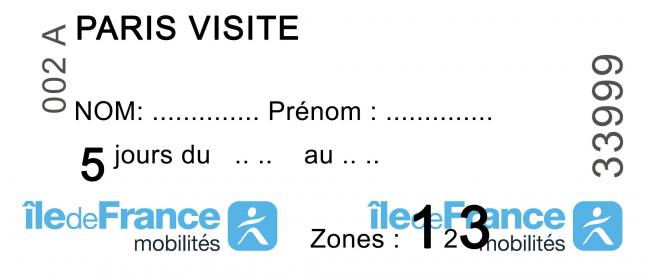 002 A
PARIS VISITE
33999
NOM: .............. Prénom : ..............
5 jours du .. .. au .. ..
îledeFrance
mobilités
îledeFrance
mobilités
Zones : 1 2 3